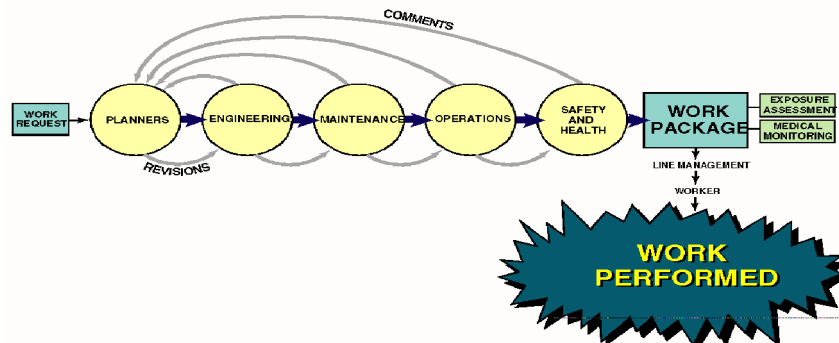 COMMENTS
WORK
REQUEST
PLANNERS
ENGINEERING
MAINTENANCE
OPERATIONS
SAFETY
AND
HEALTH
WORK
PACKAGE
EXPOSURE
ASSESSMENT
MEDICAL
MONITORING
REVISIONS
LINE MANAGEMENT
WORKER
WORK
PERFORMED